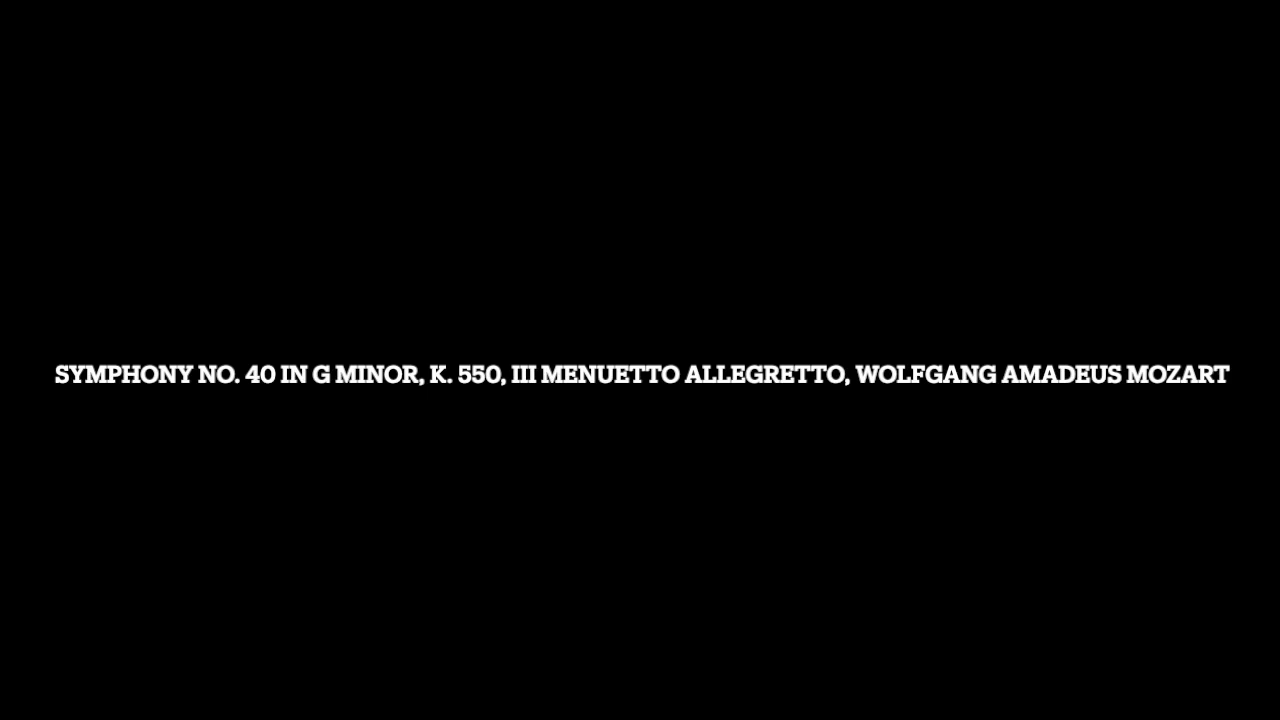 SYMPHONY NO. 40 IN G MINOR, K. 550, III MENUETTO ALLEGRETTO, WOLFGANG AMADEUS MOZART